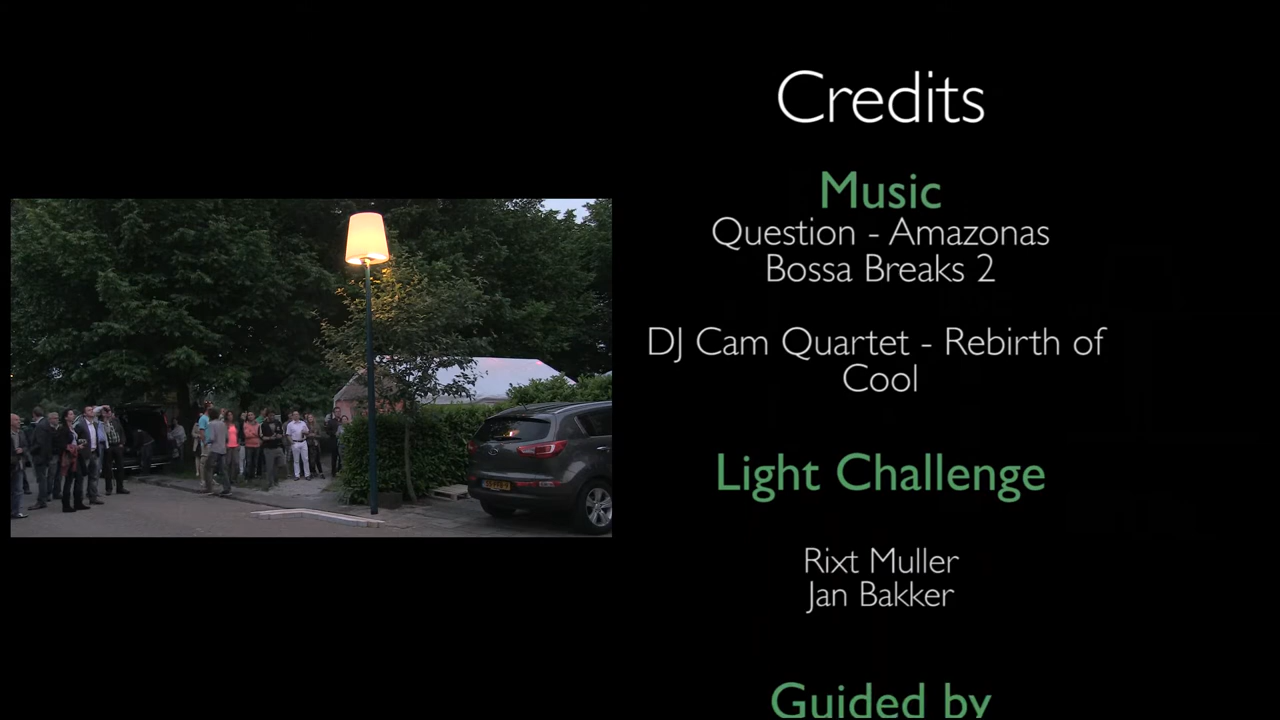 Credits
Music
Question - Amazonas
Bossa Breaks 2
DJ Cam Quartet - Rebirth of
Cool
Light Challenge
Rixt Muller
Jan Bakker
Guided by